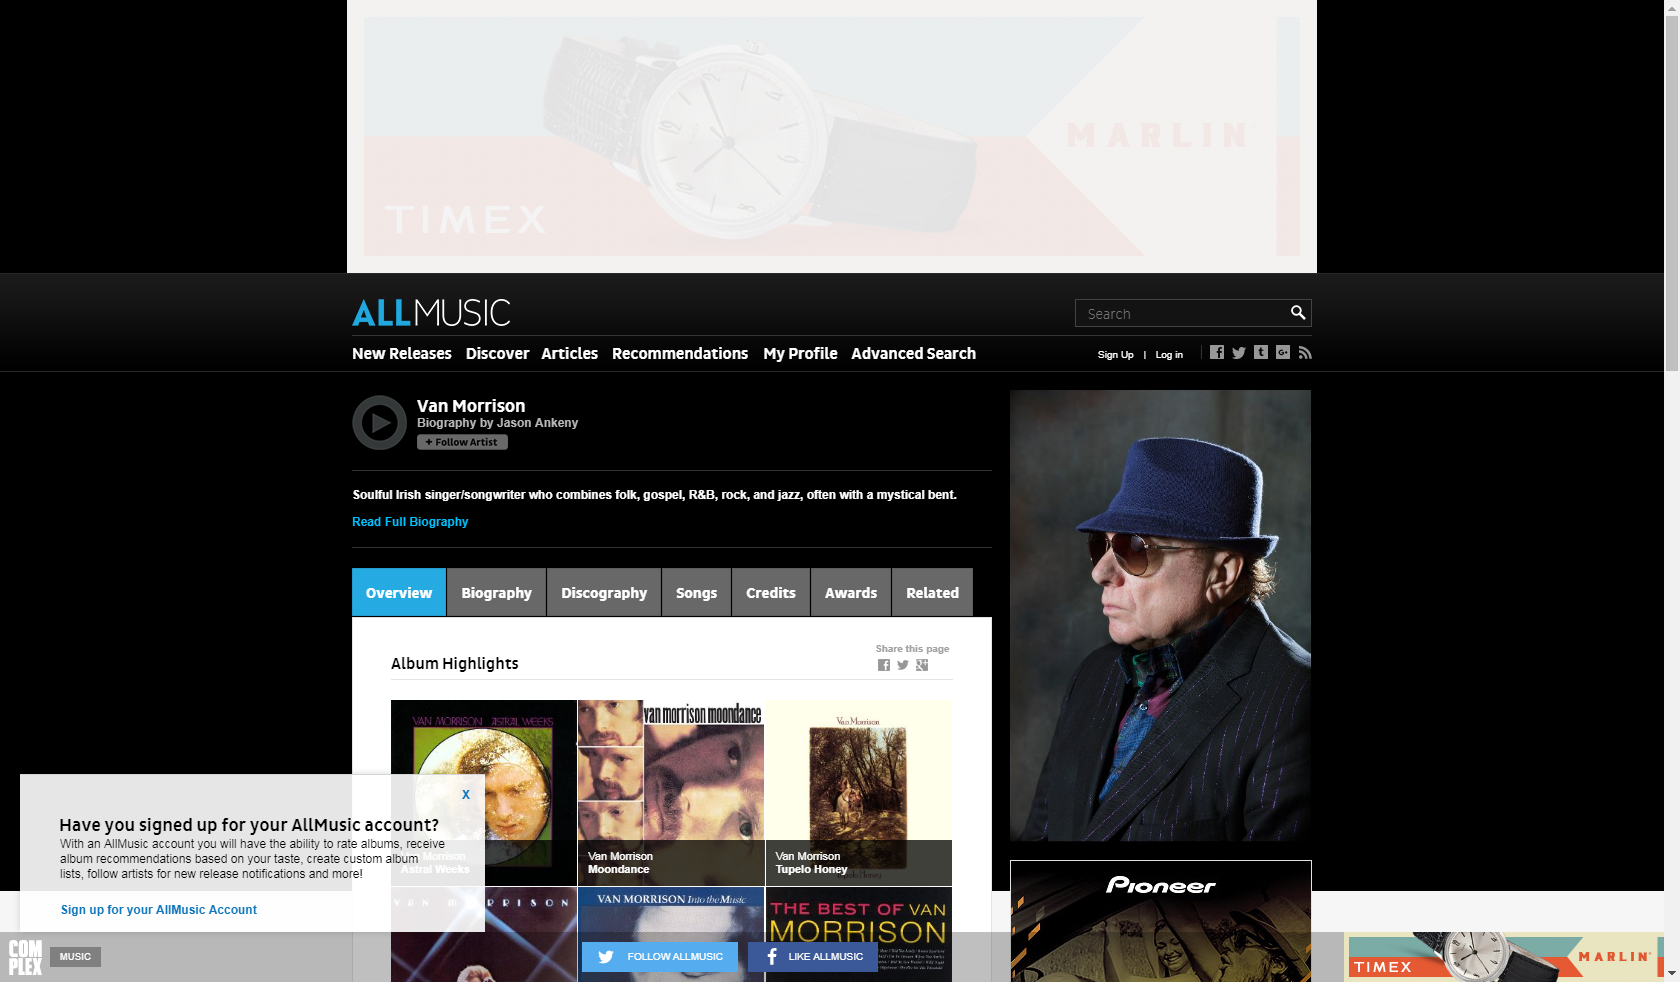 TIMEX
MARLIN
ALLMUSIC
Search
New Releases Discover Articles Recommendations My Profile Advanced Search
Sign Up | Log in
Van Morrison
Biography by Jason Ankeny
+ Follow Artist
Soulful Irish singer/songwriter who combines folk, gospel, R&B, rock, and jazz, often with a mystical bent.
Read Full Biography
Overview Biography Discography Songs Credits Awards Related
Share this page
Album Highlights
VAN MORRISON ASTRAL WEEKS
van morrison moondance
Van Morrison
Morrison
Astral Weeks
Van Morrison
Moondance
Van Morrison
Tupelo Honey
Tupelo Honey
X
Have you signed up for your AllMusic account?
With an AllMusic account you will have the ability to rate albums, receive
album recommendations based on your taste, create custom album
lists, follow artists for new release notifications and more!
Sign up for your AllMusic Account
VAN MORRISON
VAN MORRISON Into the Music
THE BEST OF VAN
MORRISON
Pioneer
COM
PLEX
MUSIC
FOLLOW ALLMUSIC
LIKE ALLMUSIC
TIMEX
MARLIN